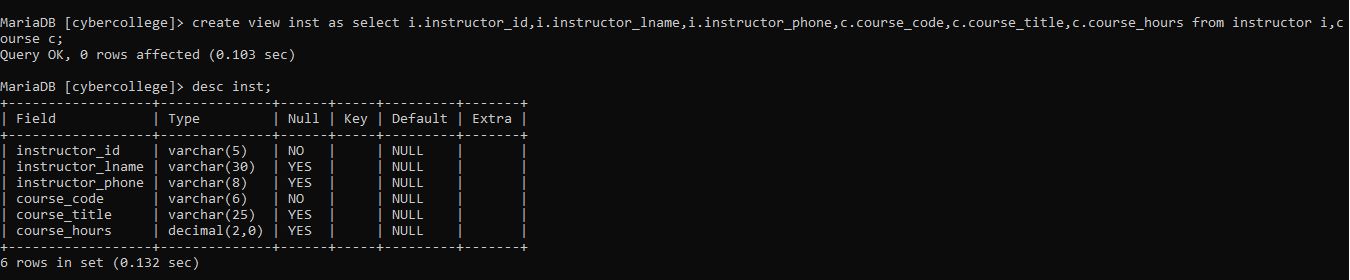 MariaDB [cybercollege]> create view inst as select i.instructor_id,i.instructor_lname,i.instructor_phone,c.course_code,c.course_title,c.course_hours from instructor i,c
ourse c;
Query OK, 0 rows affected (0.103 sec)

MariaDB [cybercollege]> desc inst;
+------------------+--------------+------+-----+---------+-------+
| Field            | Type         | Null | Key | Default | Extra |
+------------------+--------------+------+-----+---------+-------+
| instructor_id    | varchar(5)   | NO   |     | NULL    |       |
| instructor_lname | varchar(30)  | YES  |     | NULL    |       |
| instructor_phone | varchar(8)   | YES  |     | NULL    |       |
| course_code      | varchar(6)   | NO   |     | NULL    |       |
| course_title     | varchar(25)  | YES  |     | NULL    |       |
| course_hours     | decimal(2,0) | YES  |     | NULL    |       |
+------------------+--------------+------+-----+---------+-------+
6 rows in set (0.132 sec)